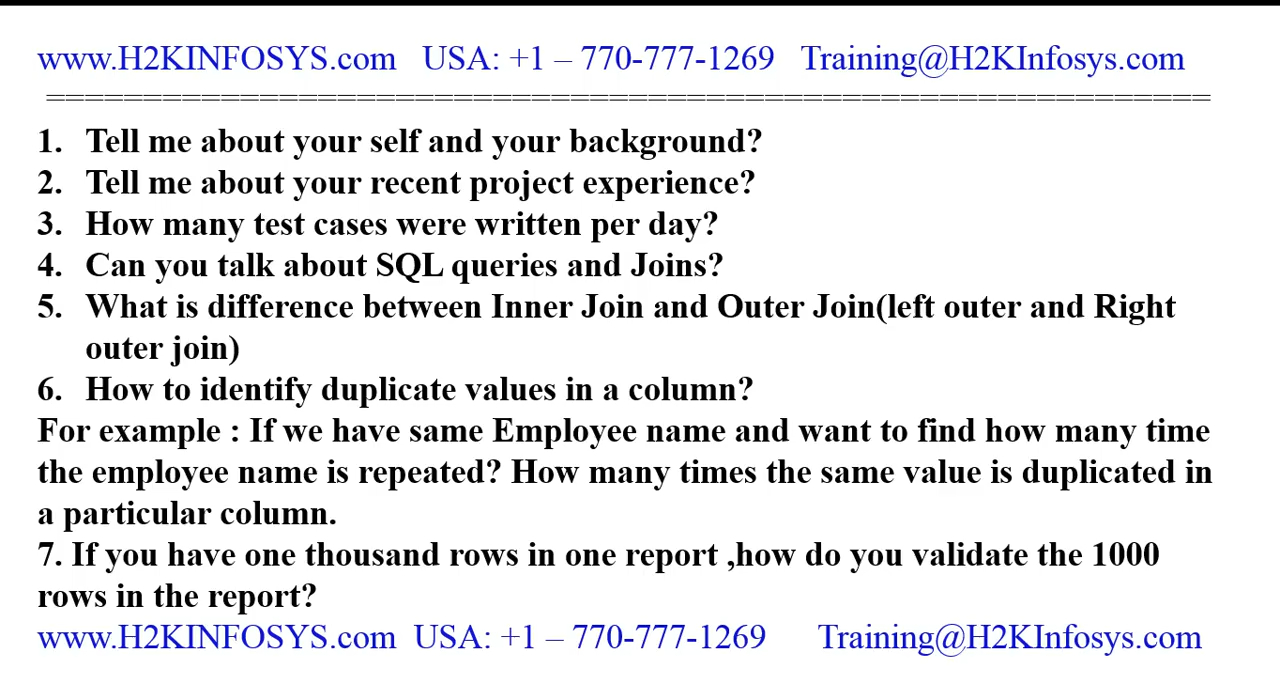 www.H2KINFOSYS.com USA: +1 – 770-777-1269 Training@H2KInfosys.com
============================================================
1. Tell me about your self and your background?
2. Tell me about your recent project experience?
3. How many test cases were written per day?
4. Can you talk about SQL queries and Joins?
5. What is difference between Inner Join and Outer Join(left outer and Right
outer join)
6. How to identify duplicate values in a column?
For example : If we have same Employee name and want to find how many time
the employee name is repeated? How many times the same value is duplicated in
a particular column.
7. If you have one thousand rows in one report ,how do you validate the 1000
rows in the report?
www.H2KINFOSYS.com USA: +1 – 770-777-1269 Training@H2KInfosys.com